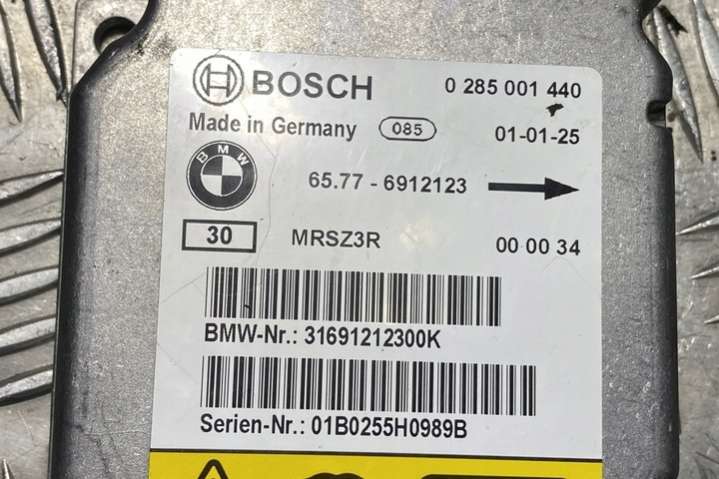 BOSCH 0 285 001 440
Made in Germany 085 01-01-25
BMW
65.77 - 6912123
30 MRSZ3R 00 00 34
BMW-Nr.: 31691212300K
Serien-Nr.: 01B0255H0989B